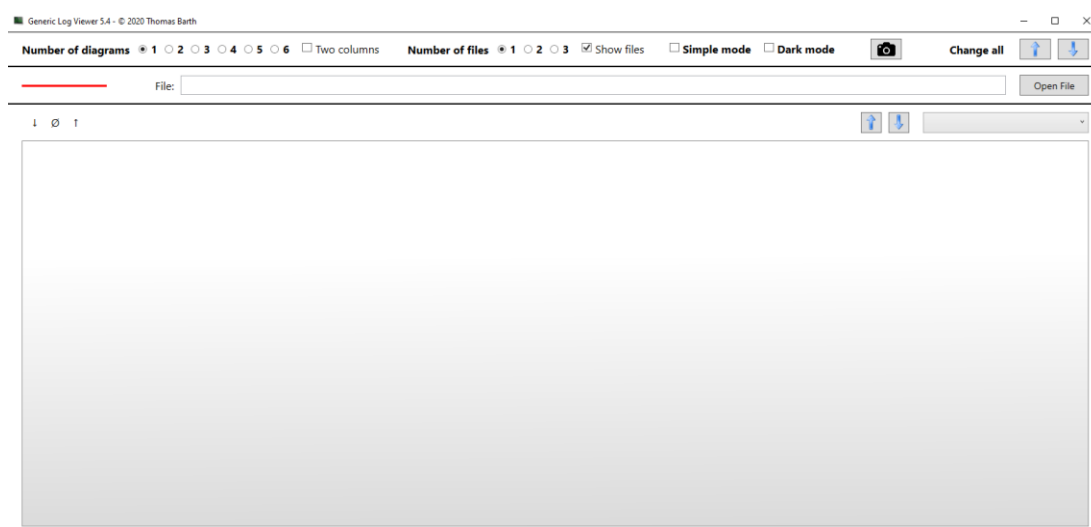 Generic Log Viewer 5.4 - © 2020 Thomas Barth
Number of diagrams 1 2 3 4 5 6 Two columns Number of files 1 2 3 Show files Simple mode Dark mode Change all
File: Open File
↓ Ø ↑